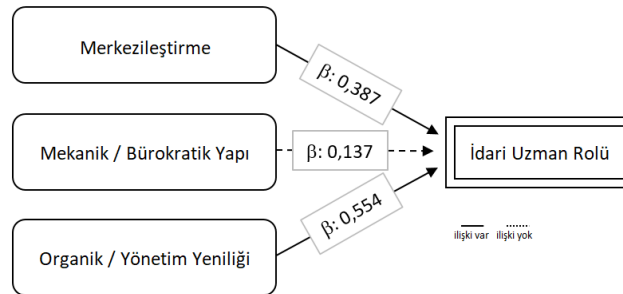 Merkezileştirme
β: 0,387
Mekanik / Bürokratik Yapı
β: 0,137
İdari Uzman Rolü
β: 0,554
Organik / Yönetim Yeniliği
ilişki var ilişki yok